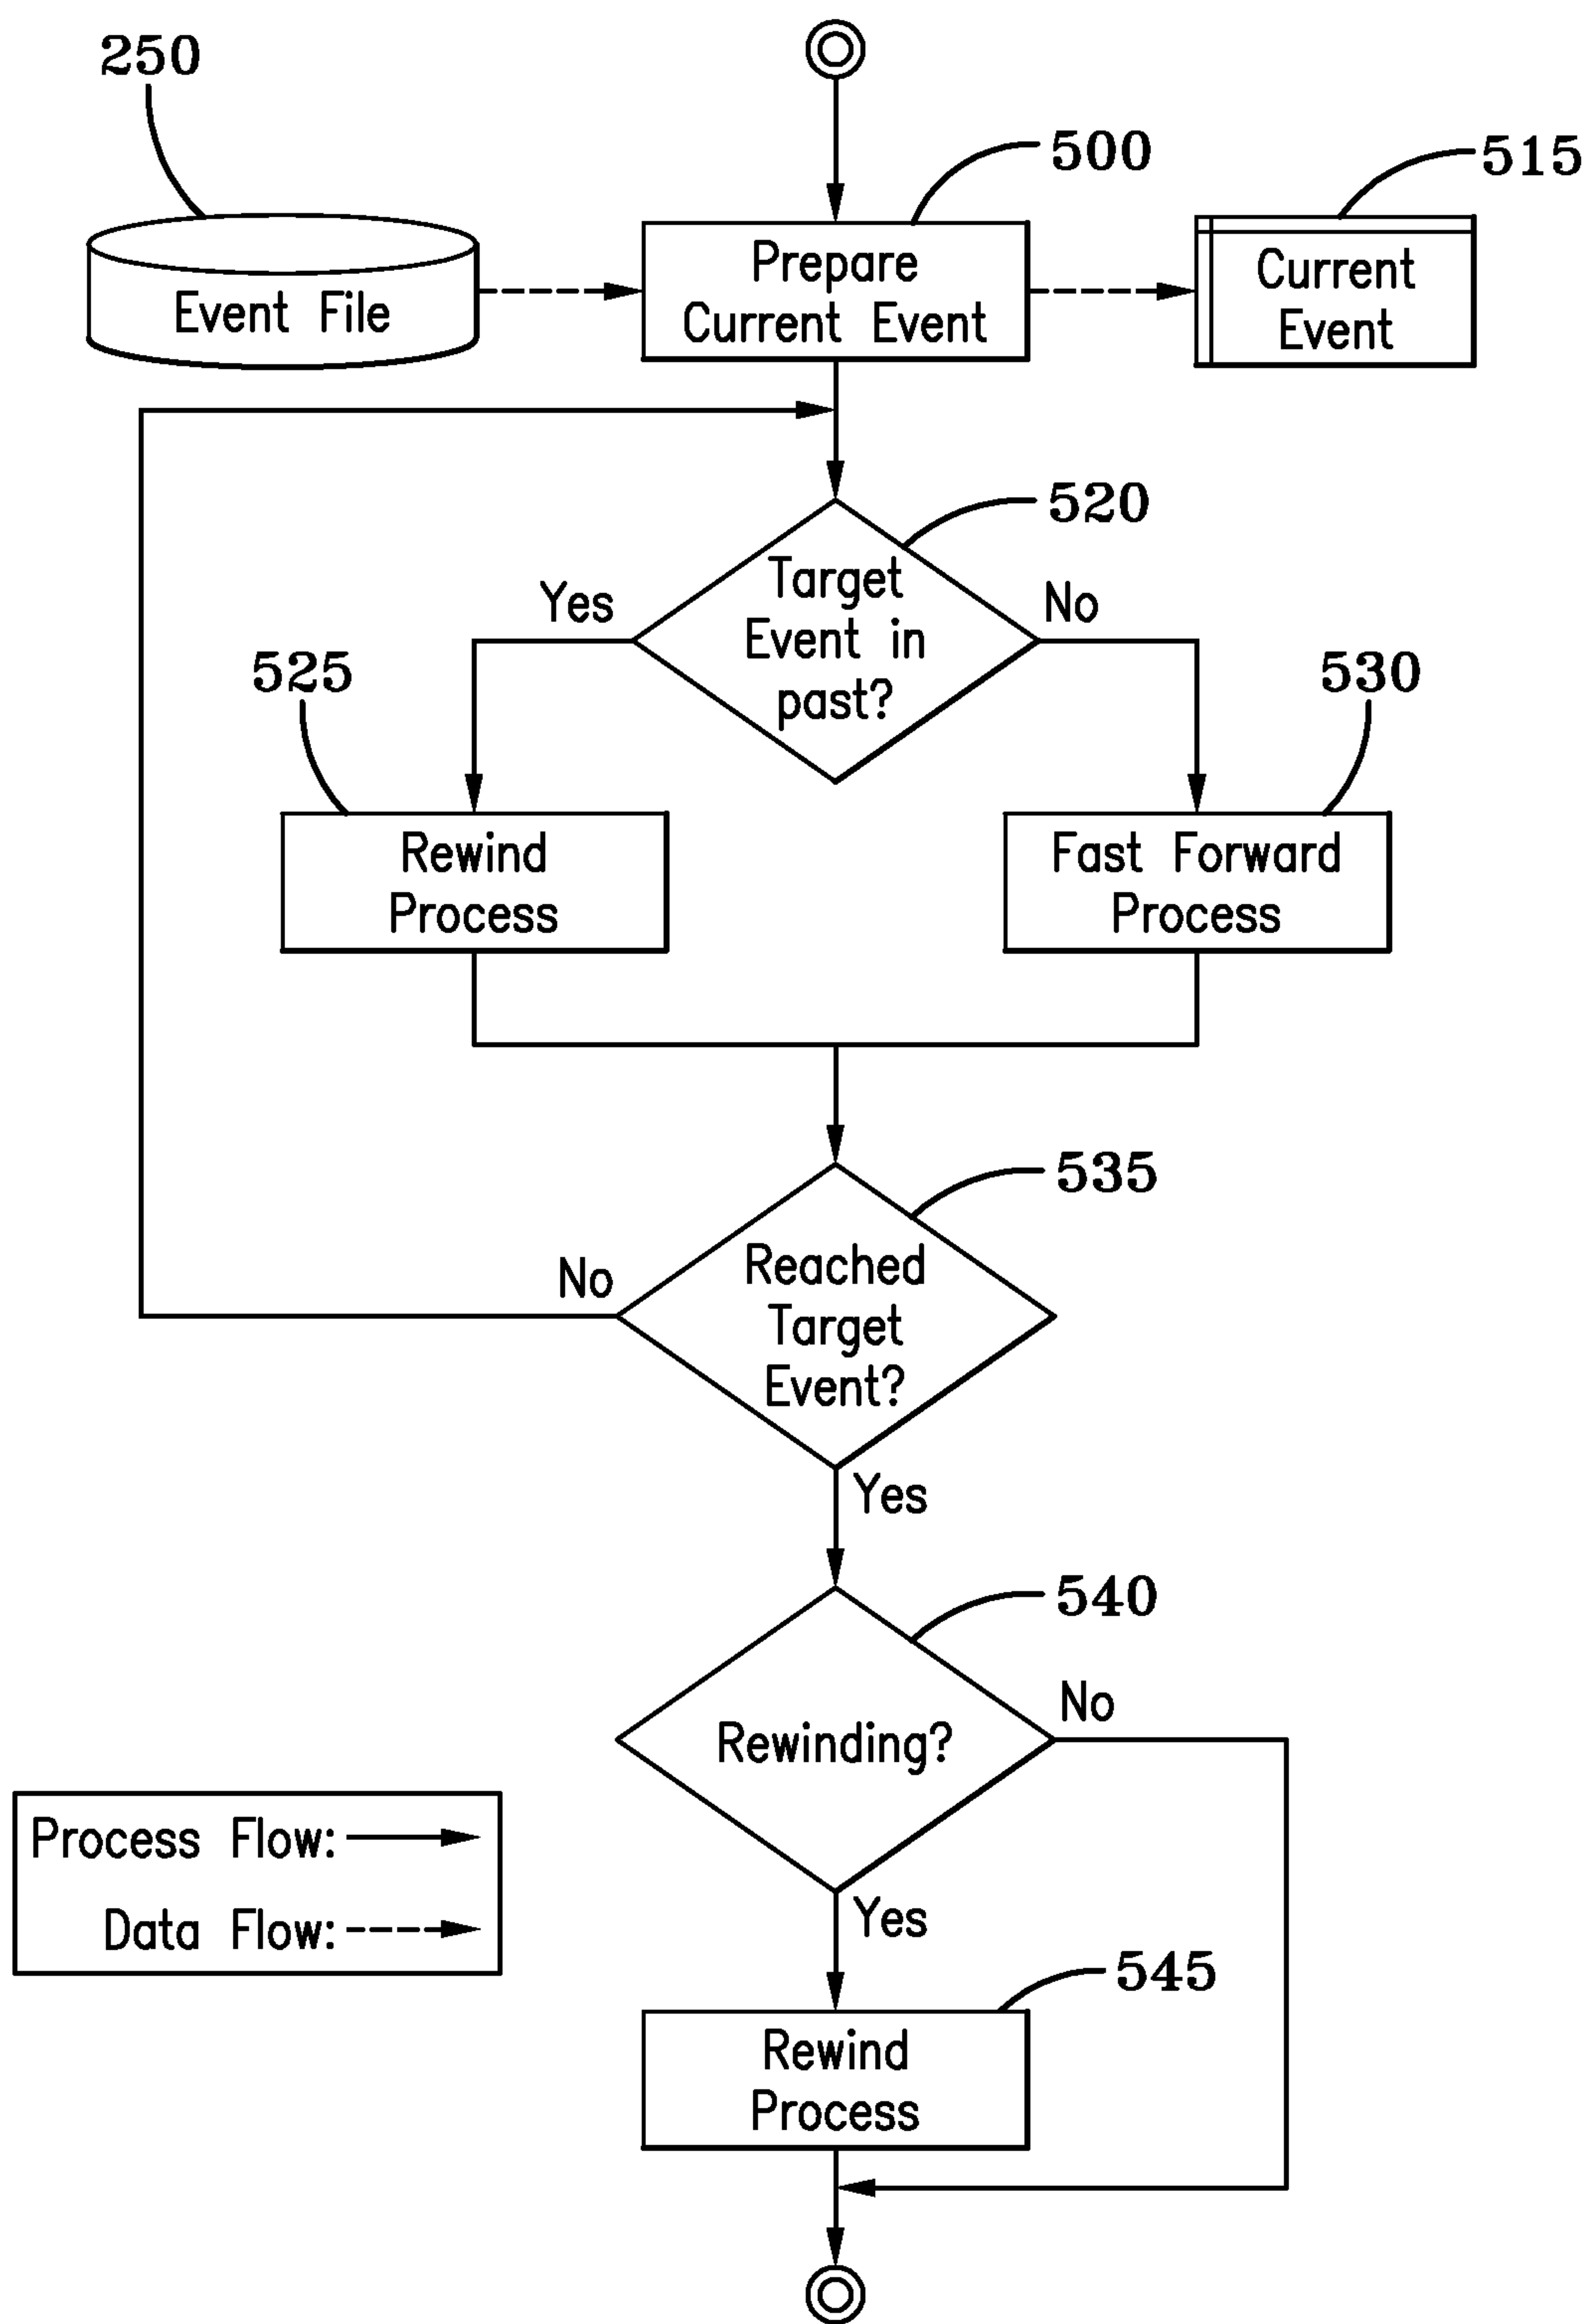 250
500
515
Event File
Prepare
Current Event
Current
Event
520
Target
Event in
past?
Yes
No
525
530
Rewind
Process
Fast Forward
Process
535
Reached
Target
Event?
No
Yes
540
Rewinding?
No
Yes
Process Flow:
Data Flow:
545
Rewind
Process